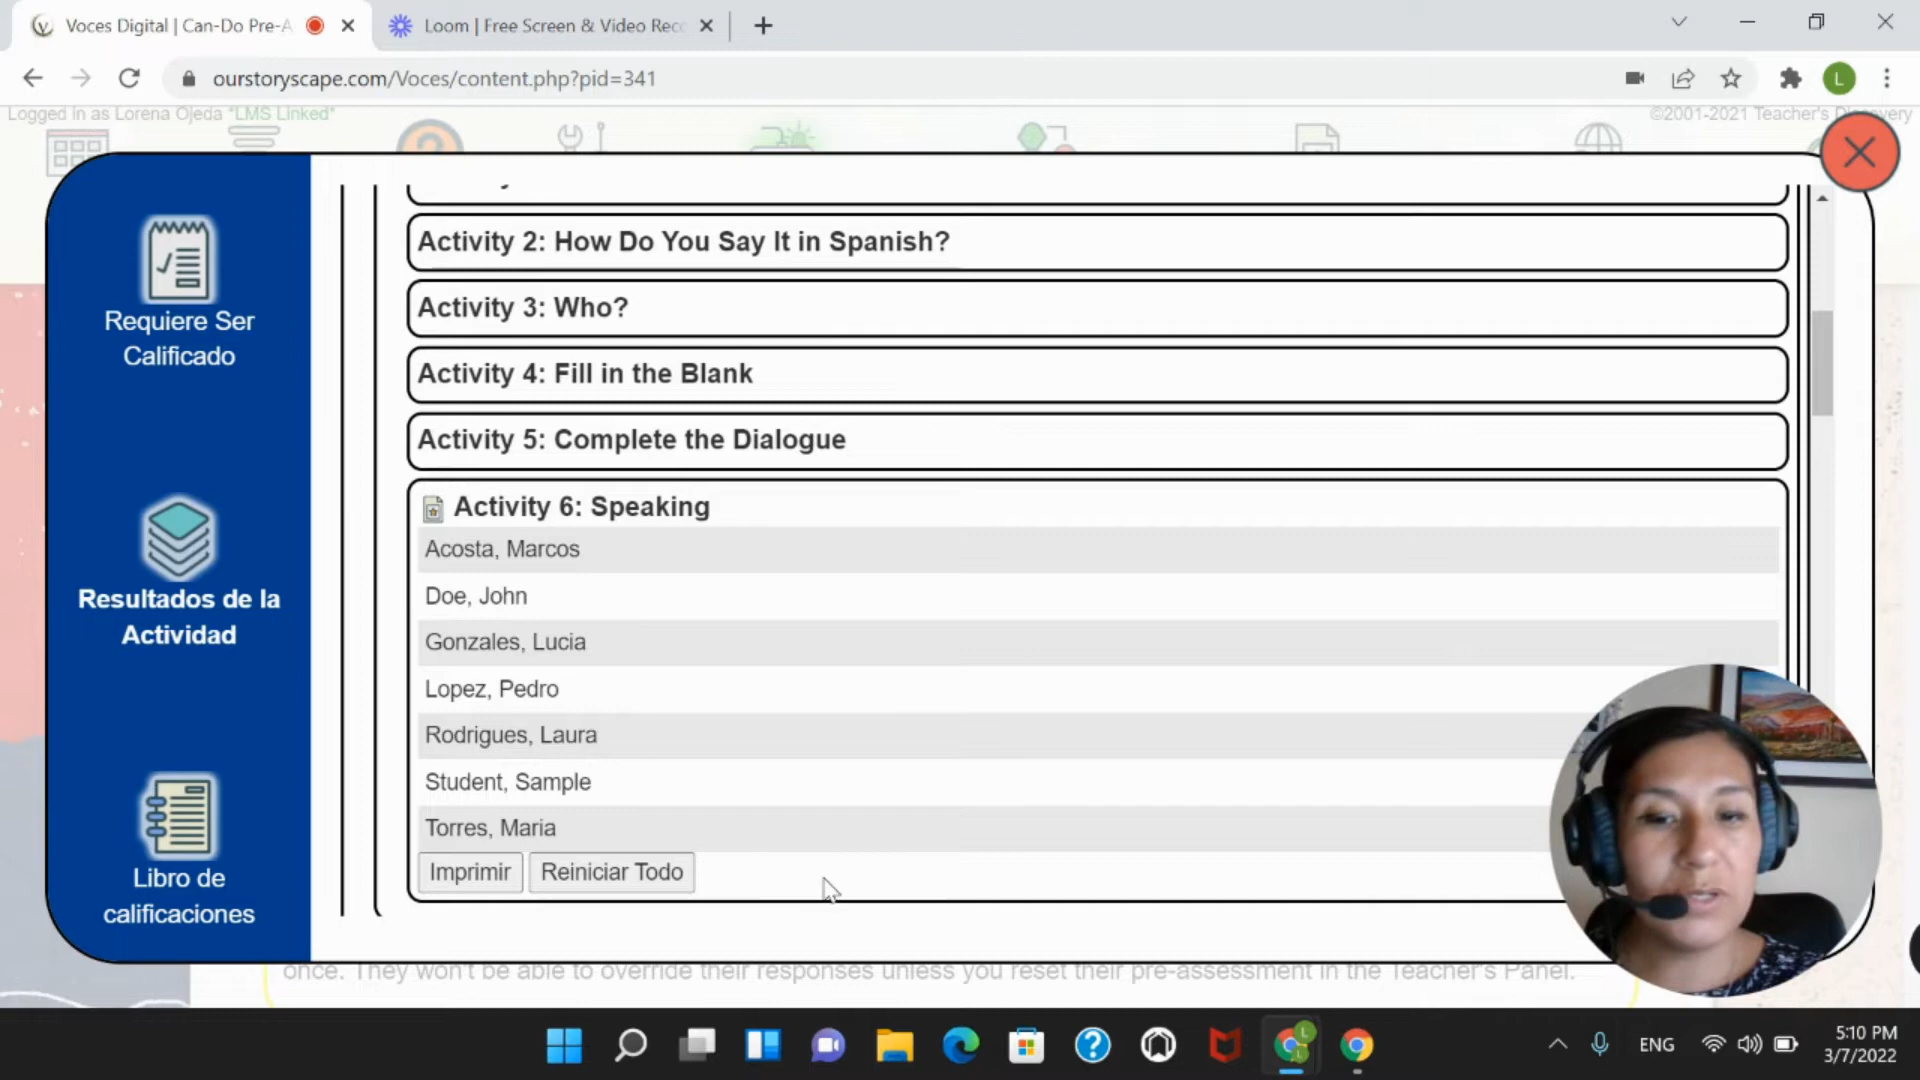 Voces Digital | Can-Do Pre-A
Loom | Free Screen & Video Rec
ourstoryscape.com/Voces/content.php?pid=341
L
Logged in as Lorena Ojeda *LMS Linked*
©2001-2021 Teacher's Discovery
Requiere Ser
Calificado
Resultados de la
Actividad
Libro de
calificaciones
Activity 2: How Do You Say It in Spanish?
Activity 3: Who?
Activity 4: Fill in the Blank
Activity 5: Complete the Dialogue
Activity 6: Speaking
Acosta, Marcos
Doe, John
Gonzales, Lucia
Lopez, Pedro
Rodrigues, Laura
Student, Sample
Torres, Maria
Imprimir Reiniciar Todo
once. They won't be able to override their responses unless you reset their pre-assessment in the Teacher's Panel.
ENG
5:10 PM
3/7/2022